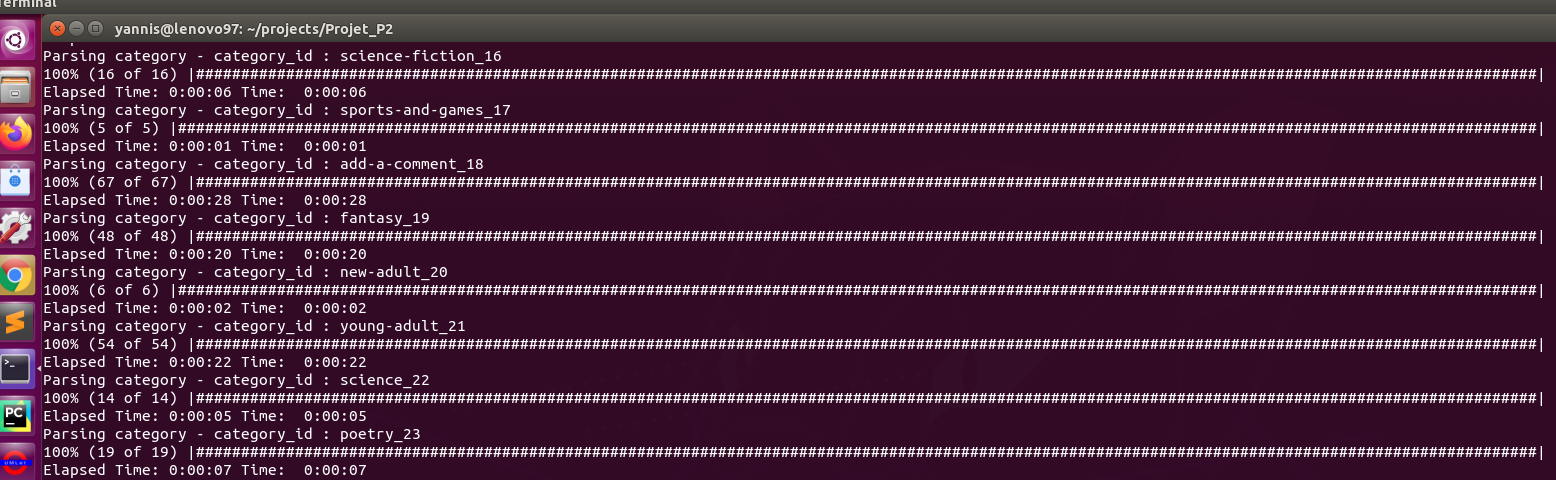 Terminal
yannis@lenovo97: ~/projects/Projet_P2
Parsing category - category_id : science-fiction_16
100% (16 of 16) |#####################################################################################################################################################|
Elapsed Time: 0:00:06 Time:  0:00:06
Parsing category - category_id : sports-and-games_17
100% (5 of 5) |#######################################################################################################################################################|
Elapsed Time: 0:00:01 Time:  0:00:01
Parsing category - category_id : add-a-comment_18
100% (67 of 67) |#####################################################################################################################################################|
Elapsed Time: 0:00:28 Time:  0:00:28
Parsing category - category_id : fantasy_19
100% (48 of 48) |#####################################################################################################################################################|
Elapsed Time: 0:00:20 Time:  0:00:20
Parsing category - category_id : new-adult_20
100% (6 of 6) |#######################################################################################################################################################|
Elapsed Time: 0:00:02 Time:  0:00:02
Parsing category - category_id : young-adult_21
100% (54 of 54) |#####################################################################################################################################################|
Elapsed Time: 0:00:22 Time:  0:00:22
Parsing category - category_id : science_22
100% (14 of 14) |#####################################################################################################################################################|
Elapsed Time: 0:00:05 Time:  0:00:05
Parsing category - category_id : poetry_23
100% (19 of 19) |#####################################################################################################################################################|
Elapsed Time: 0:00:07 Time:  0:00:07
>_
PC
UMLet